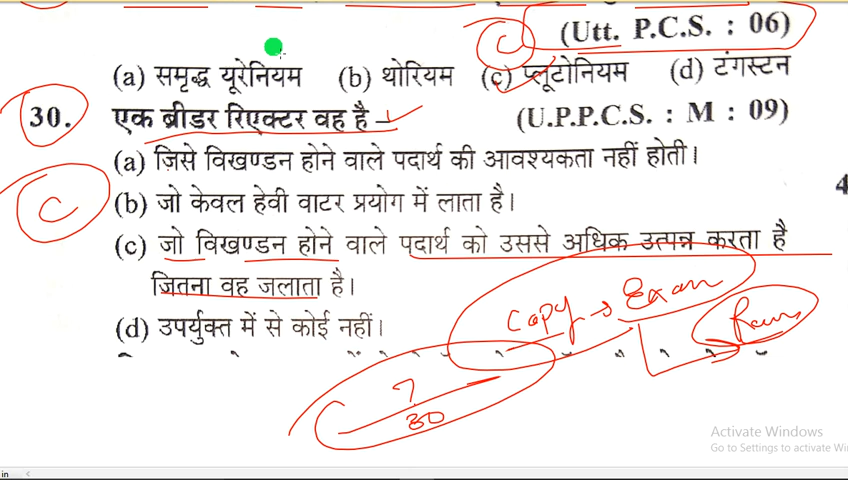 (Utt. P.C.S. : 06)
C
(a) समृद्ध यूरेनियम (b) थोरियम (c) प्लूटोनियम (d) टंगस्टन
30. एक ब्रीडर रिएक्टर वह है - (U.P.P.C.S. : M : 09)
(a) जिसे विखण्डन होने वाले पदार्थ की आवश्यकता नहीं होती।
C
(b) जो केवल हेवी वाटर प्रयोग में लाता है।
4
(c) जो विखण्डन होने वाले पदार्थ को उससे अधिक उत्पन्न करता है
जितना वह जलाता है।
Copy → Exam
(d) उपर्युक्त में से कोई नहीं।
30
Activate Windows
Go to Settings to activate Wi
in